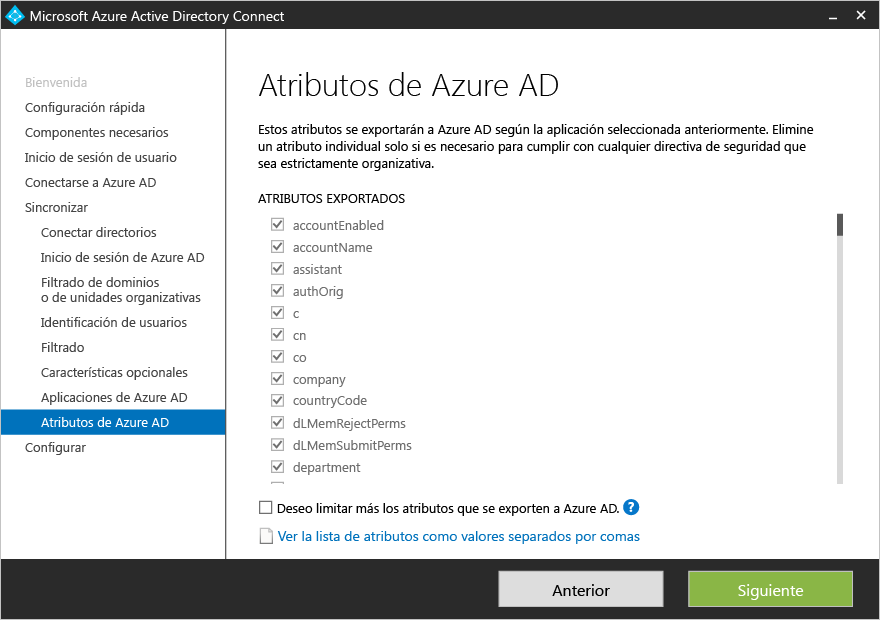 Microsoft Azure Active Directory Connect
Bienvenida
Configuración rápida
Componentes necesarios
Inicio de sesión de usuario
Conectarse a Azure AD
Sincronizar
Conectar directorios
Inicio de sesión de Azure AD
Filtrado de dominios
o de unidades organizativas
Identificación de usuarios
Filtrado
Características opcionales
Aplicaciones de Azure AD
Atributos de Azure AD
Configurar
Atributos de Azure AD
Estos atributos se exportarán a Azure AD según la aplicación seleccionada anteriormente. Elimine
un atributo individual solo si es necesario para cumplir con cualquier directiva de seguridad que
sea estrictamente organizativa.
ATRIBUTOS EXPORTADOS
accountEnabled
accountName
assistant
authOrig
c
cn
co
company
countryCode
dLMemRejectPerms
dLMemSubmitPerms
department
Deseo limitar más los atributos que se exporten a Azure AD. ?
Ver la lista de atributos como valores separados por comas
Anterior
Siguiente